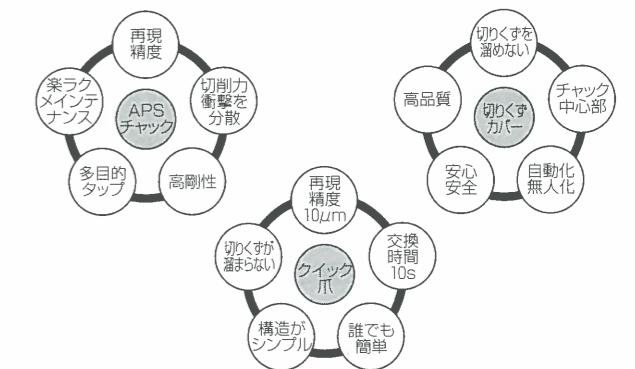 再現
精度
切削力
衝撃を
分散
高剛性
多目的
タップ
楽ラク
メインテ
ナンス
APS
チャック
切りくずを
溜めない
チャック
中心部
自動化
無人化
安心
安全
高品質
切りくず
カバー
再現
精度
10μm
交換
時間
10s
誰でも
簡単
構造が
シンプル
切りくずが
溜まらない
クイック
爪